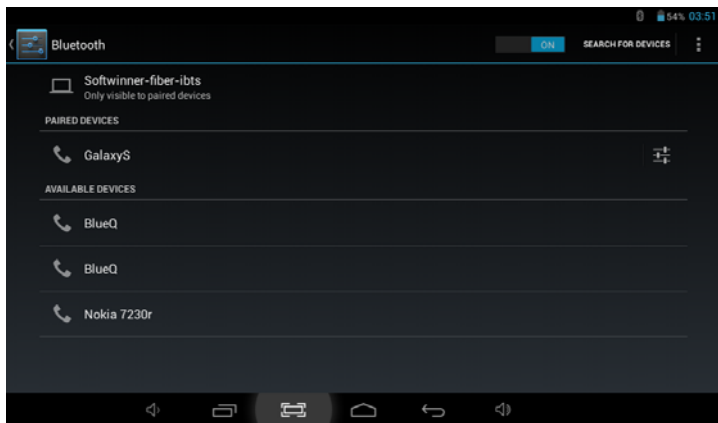 54% 03:51
Bluetooth
ON
SEARCH FOR DEVICES
Softwinner-fiber-ibts
Only visible to paired devices
PAIRED DEVICES
GalaxyS
AVAILABLE DEVICES
BlueQ
BlueQ
Nokia 7230r